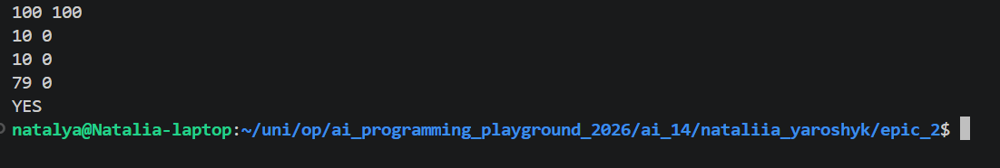 100 100
10 0
10 0
79 0
YES
natalya@Natalia-laptop:~/uni/op/ai_programming_playground_2026/ai_14/nataliia_yaroshyk/epic_2$